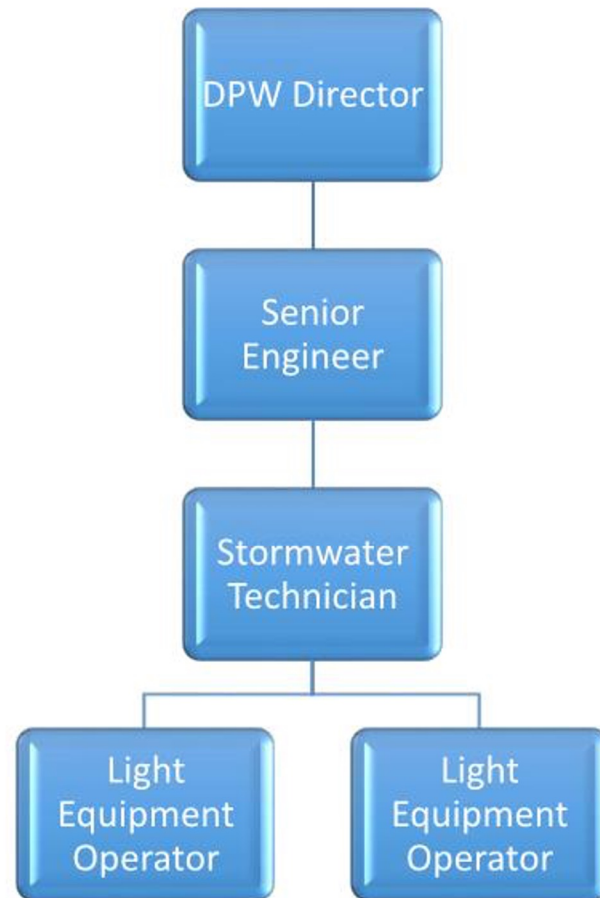 DPW Director
Senior
Engineer
Stormwater
Technician
Light
Equipment
Operator
Light
Equipment
Operator